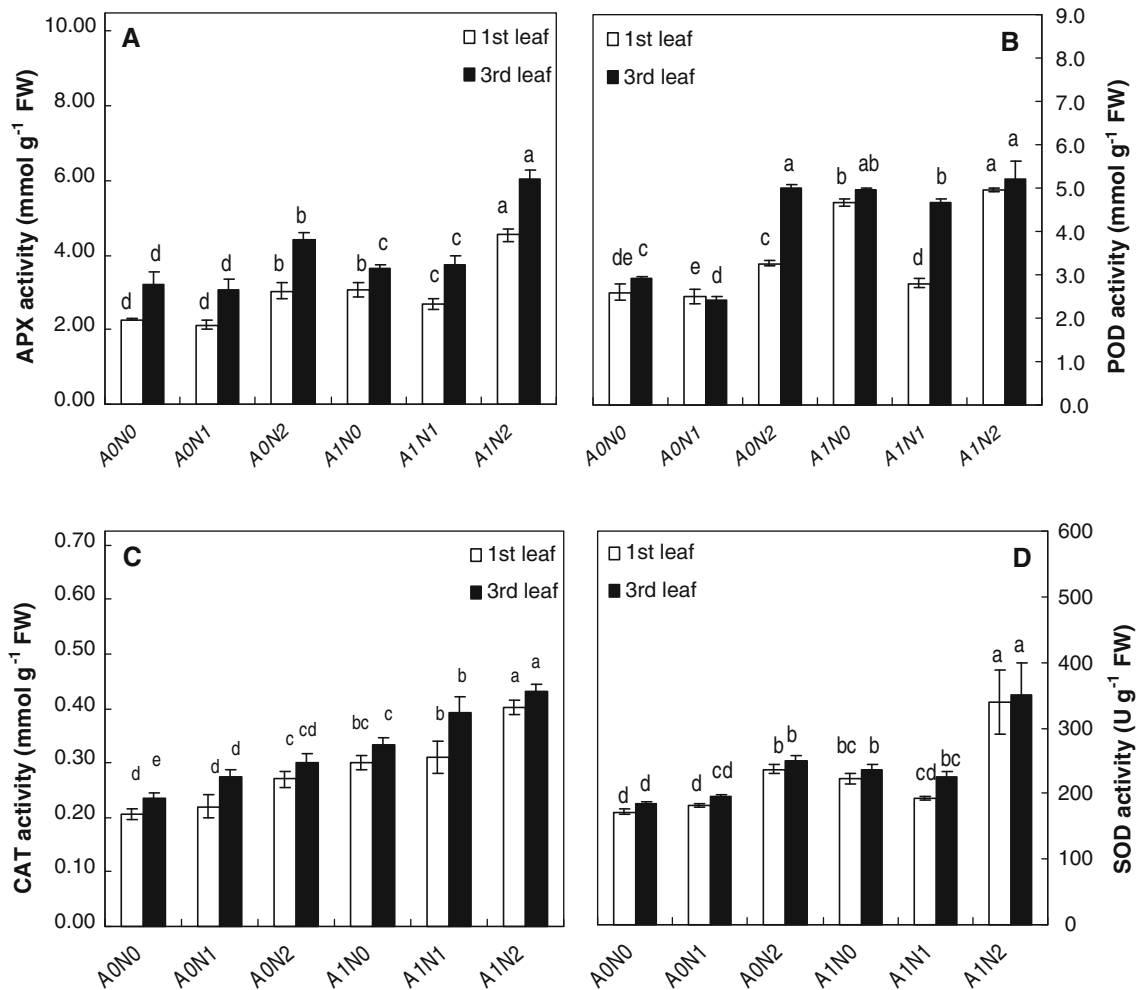 A
1st leaf
3rd leaf
APX activity (mmol g⁻¹ FW)
10.00
8.00
6.00
4.00
2.00
0.00
d d d d b b b c c c a a
A0N0 A0N1 A0N2 A1N0 A1N1 A1N2
B
1st leaf
3rd leaf
POD activity (mmol g⁻¹ FW)
9.0
8.0
7.0
6.0
5.0
4.0
3.0
2.0
1.0
0.0
de c e d c a b ab d b a a
A0N0 A0N1 A0N2 A1N0 A1N1 A1N2
C
1st leaf
3rd leaf
CAT activity (mmol g⁻¹ FW)
0.70
0.60
0.50
0.40
0.30
0.20
0.10
0.00
d e d d c cd bc c b b a a
A0N0 A0N1 A0N2 A1N0 A1N1 A1N2
D
1st leaf
3rd leaf
SOD activity (U g⁻¹ FW)
600
500
400
300
200
100
0
d d d cd b b bc b cd bc a a
A0N0 A0N1 A0N2 A1N0 A1N1 A1N2